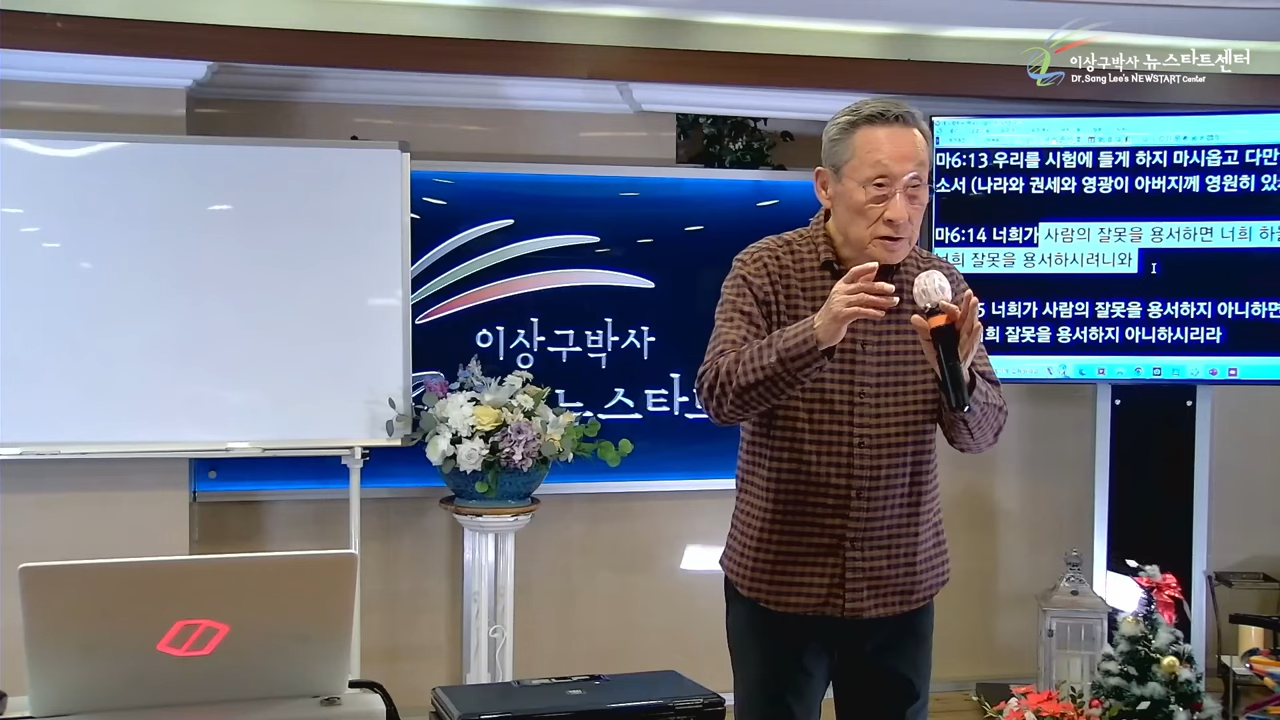 이상구박사 뉴스타트센터
Dr. Sang Lee's NEWSTART Center
마6:13 우리를 시험에 들게 하지 마시옵고 다만
소서 (나라와 권세와 영광이 아버지께 영원히 있
마6:14 너희가 사람의 잘못을 용서하면 너희 하늘
너희 잘못을 용서하시려니와
5 너희가 사람의 잘못을 용서하지 아니하면
희 잘못을 용서하지 아니하시리라
이상구박사
뉴스타트